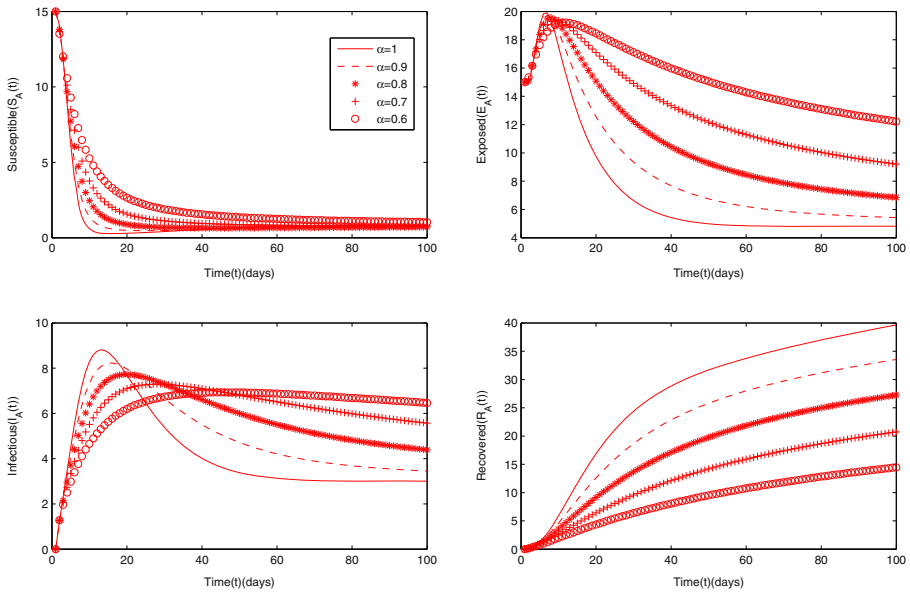 15
10
5
0
Susceptible(S_A(t))
α=1
α=0.9
α=0.8
α=0.7
α=0.6
0 20 40 60 80 100
Time(t)(days)
20
18
16
14
12
10
8
6
4
Exposed(E_A(t))
0 20 40 60 80 100
Time(t)(days)
10
8
6
4
2
0
Infectious(I_A(t))
0 20 40 60 80 100
Time(t)(days)
40
35
30
25
20
15
10
5
0
Recovered(R_A(t))
0 20 40 60 80 100
Time(t)(days)